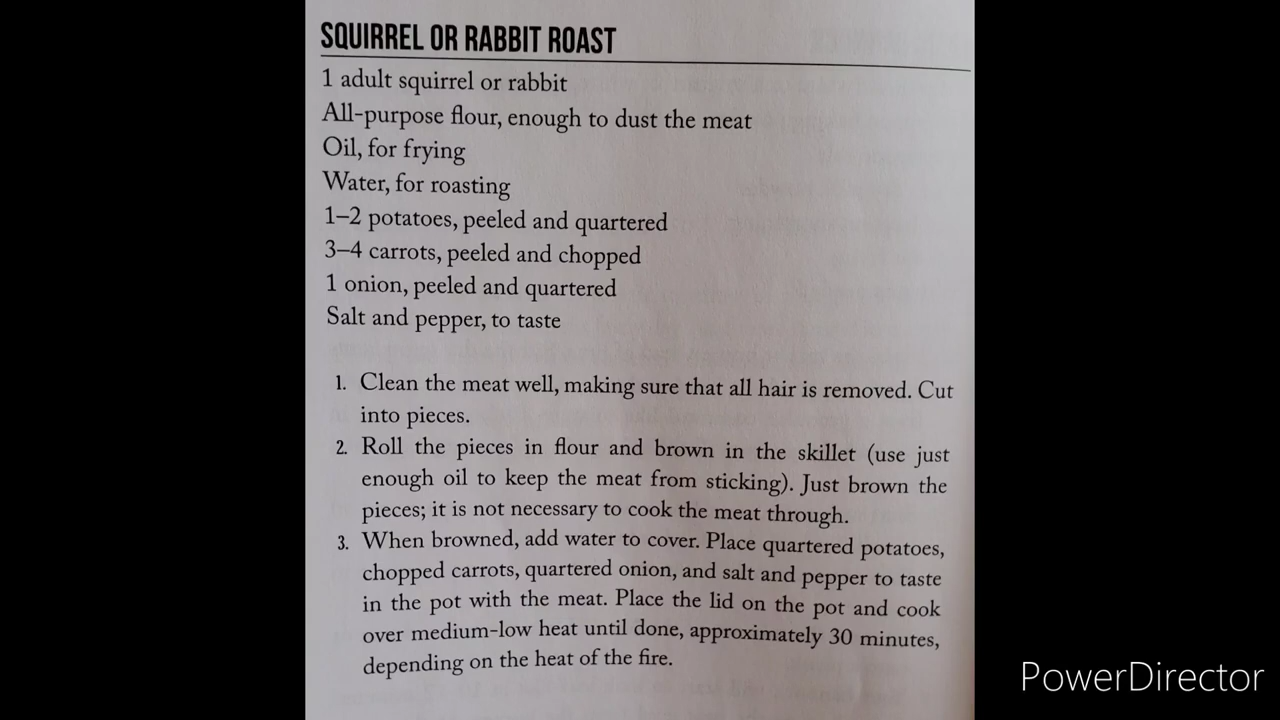 SQUIRREL OR RABBIT ROAST
1 adult squirrel or rabbit
All-purpose flour, enough to dust the meat
Oil, for frying
Water, for roasting
1–2 potatoes, peeled and quartered
3–4 carrots, peeled and chopped
1 onion, peeled and quartered
Salt and pepper, to taste
1. Clean the meat well, making sure that all hair is removed. Cut
into pieces.
2. Roll the pieces in flour and brown in the skillet (use just
enough oil to keep the meat from sticking). Just brown the
pieces; it is not necessary to cook the meat through.
3. When browned, add water to cover. Place quartered potatoes,
chopped carrots, quartered onion, and salt and pepper to taste
in the pot with the meat. Place the lid on the pot and cook
over medium-low heat until done, approximately 30 minutes,
depending on the heat of the fire.
PowerDirector